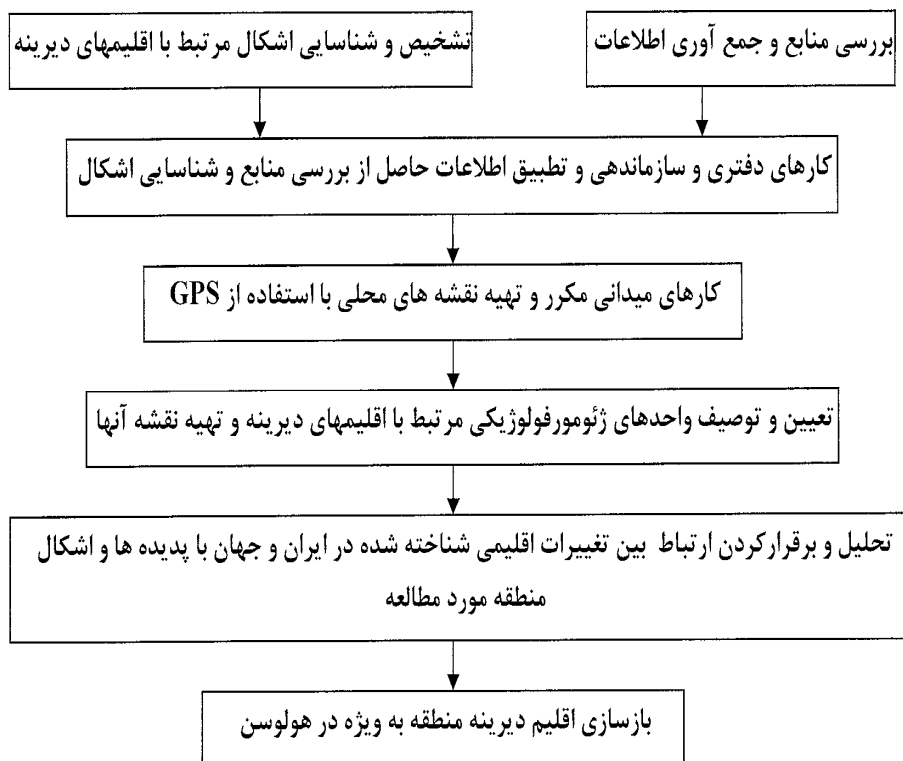 بررسی منابع و جمع آوری اطلاعات
تشخیص و شناسایی اشکال مرتبط با اقلیمهای دیرینه
کارهای دفتری و سازماندهی و تطبیق اطلاعات حاصل از بررسی منابع و شناسایی اشکال
کارهای میدانی مکرر و تهیه نقشه های محلی با استفاده از GPS
تعیین و توصیف واحدهای ژئومورفولوژیکی مرتبط با اقلیمهای دیرینه و تهیه نقشه آنها
تحلیل و برقرارکردن ارتباط بین تغییرات اقلیمی شناخته شده در ایران و جهان با پدیده ها و اشکال
منطقه مورد مطالعه
بازسازی اقلیم دیرینه منطقه به ویژه در هولوسن